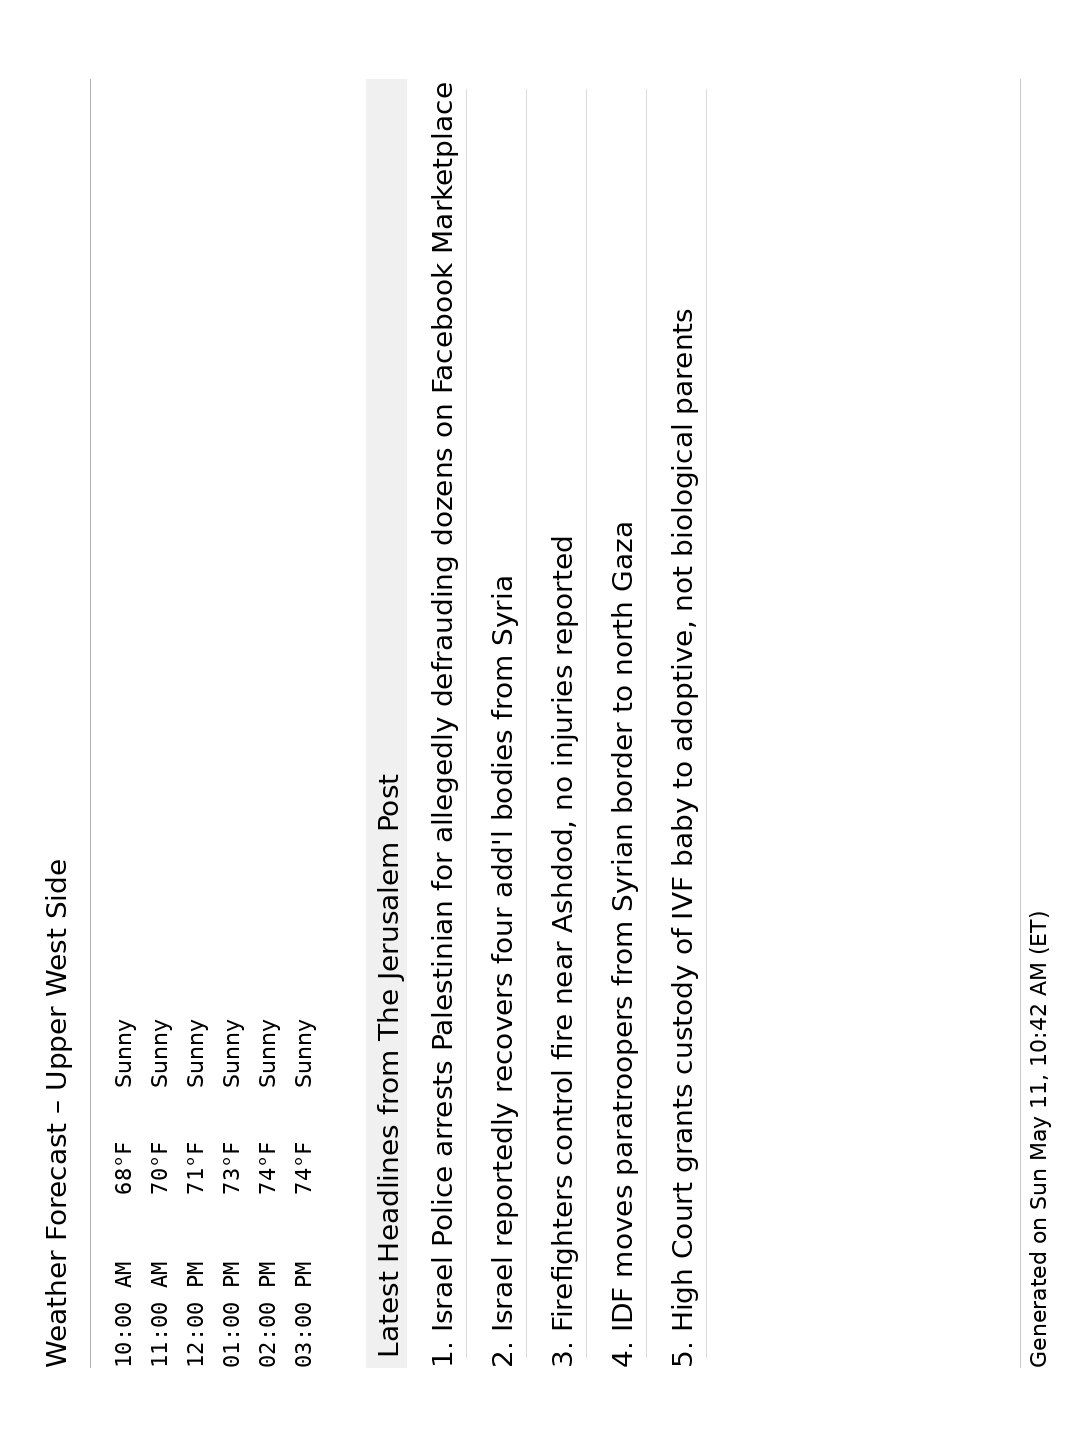 Weather Forecast – Upper West Side
10:00 AM 68°F Sunny
11:00 AM 70°F Sunny
12:00 PM 71°F Sunny
01:00 PM 73°F Sunny
02:00 PM 74°F Sunny
03:00 PM 74°F Sunny
Latest Headlines from The Jerusalem Post
1. Israel Police arrests Palestinian for allegedly defrauding dozens on Facebook Marketplace
2. Israel reportedly recovers four add'l bodies from Syria
3. Firefighters control fire near Ashdod, no injuries reported
4. IDF moves paratroopers from Syrian border to north Gaza
5. High Court grants custody of IVF baby to adoptive, not biological parents
Generated on Sun May 11, 10:42 AM (ET)